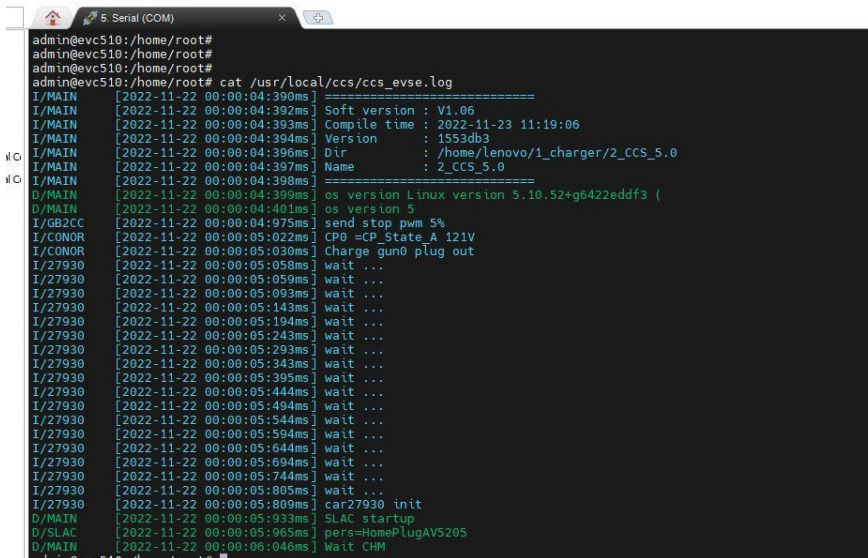 5. Serial (COM)
admin@evc510:/home/root#
admin@evc510:/home/root#
admin@evc510:/home/root#
admin@evc510:/home/root# cat /usr/local/ccs/ccs_evse.log
I/MAIN [2022-11-22 00:00:04:390ms] =============================
I/MAIN [2022-11-22 00:00:04:392ms] Soft version : V1.06
I/MAIN [2022-11-22 00:00:04:393ms] Compile time : 2022-11-23 11:19:06
I/MAIN [2022-11-22 00:00:04:394ms] Version : 1553db3
I/MAIN [2022-11-22 00:00:04:396ms] Dir : /home/lenovo/1_charger/2_CCS_5.0
I/MAIN [2022-11-22 00:00:04:397ms] Name : 2_CCS_5.0
I/MAIN [2022-11-22 00:00:04:398ms] =============================
D/MAIN [2022-11-22 00:00:04:399ms] os version Linux version 5.10.52+g6422eddf3 (
D/MAIN [2022-11-22 00:00:04:401ms] os version 5
I/GB2CC [2022-11-22 00:00:04:975ms] send stop pwm 5%
I/CONOR [2022-11-22 00:00:05:022ms] CP0 =CP_State_A 121V
I/CONOR [2022-11-22 00:00:05:030ms] Charge gun0 plug out
I/27930 [2022-11-22 00:00:05:058ms] wait ...
I/27930 [2022-11-22 00:00:05:059ms] wait ...
I/27930 [2022-11-22 00:00:05:093ms] wait ...
I/27930 [2022-11-22 00:00:05:143ms] wait ...
I/27930 [2022-11-22 00:00:05:194ms] wait ...
I/27930 [2022-11-22 00:00:05:243ms] wait ...
I/27930 [2022-11-22 00:00:05:293ms] wait ...
I/27930 [2022-11-22 00:00:05:343ms] wait ...
I/27930 [2022-11-22 00:00:05:395ms] wait ...
I/27930 [2022-11-22 00:00:05:444ms] wait ...
I/27930 [2022-11-22 00:00:05:494ms] wait ...
I/27930 [2022-11-22 00:00:05:544ms] wait ...
I/27930 [2022-11-22 00:00:05:594ms] wait ...
I/27930 [2022-11-22 00:00:05:644ms] wait ...
I/27930 [2022-11-22 00:00:05:694ms] wait ...
I/27930 [2022-11-22 00:00:05:744ms] wait ...
I/27930 [2022-11-22 00:00:05:805ms] wait ...
I/27930 [2022-11-22 00:00:05:809ms] car27930 init
D/MAIN [2022-11-22 00:00:05:933ms] SLAC startup
D/SLAC [2022-11-22 00:00:05:965ms] pers=HomePlugAV5205
D/MAIN [2022-11-22 00:00:06:046ms] Wait CHM